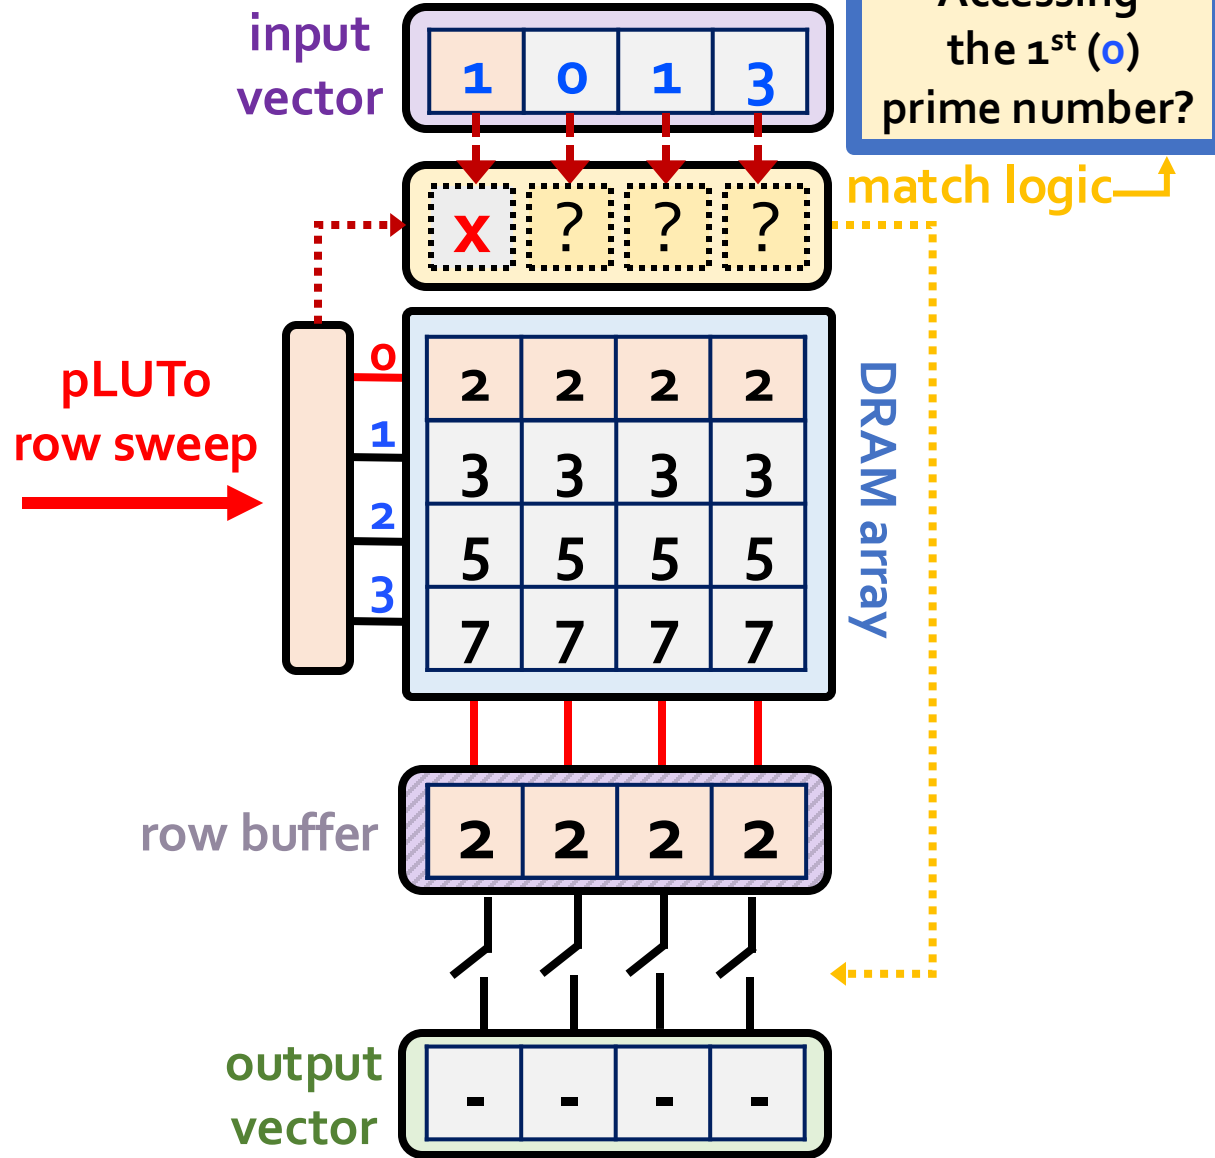 Accessing
the 1st (0)
prime number?
input
vector
1 0 1 3
match logic
x ? ? ?
pLUTo
row sweep
0
1
2
3
2 2 2 2
3 3 3 3
5 5 5 5
7 7 7 7
DRAM array
row buffer
2 2 2 2
output
vector
- - - -